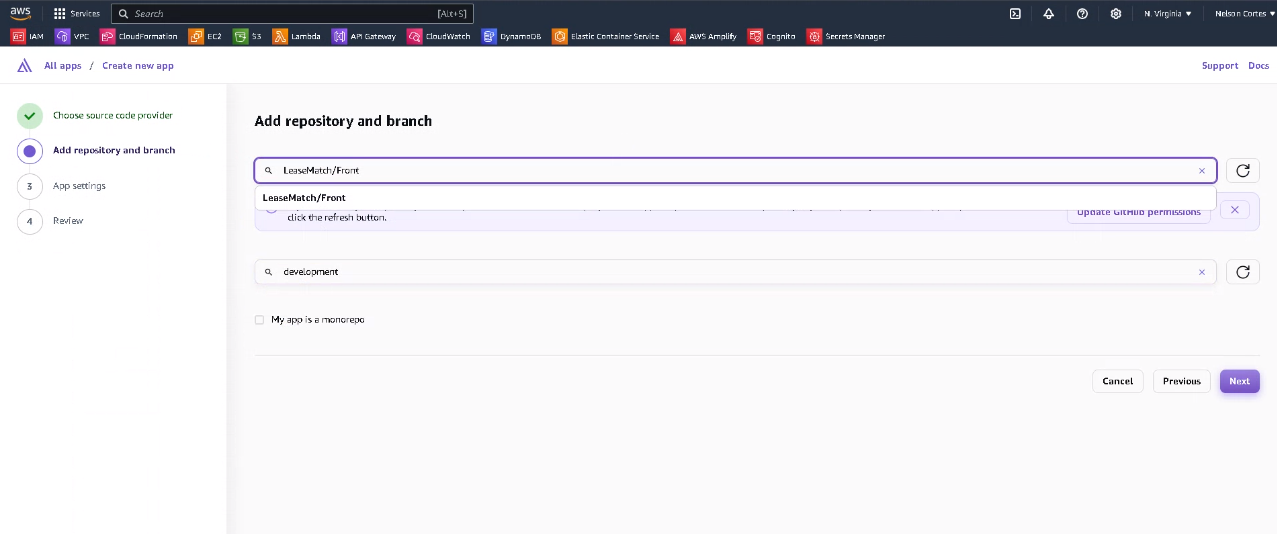 aws Services Search [Alt+S] N. Virginia Nelson Cortes
IAM VPC CloudFormation EC2 S3 Lambda API Gateway CloudWatch DynamoDB Elastic Container Service AWS Amplify Cognito Secrets Manager
All apps / Create new app Support Docs
Choose source code provider
Add repository and branch
3 App settings
4 Review
Add repository and branch
LeaseMatch/Front
LeaseMatch/Front
click the refresh button.
Update GitHub permissions
development
My app is a monorepo
Cancel Previous Next